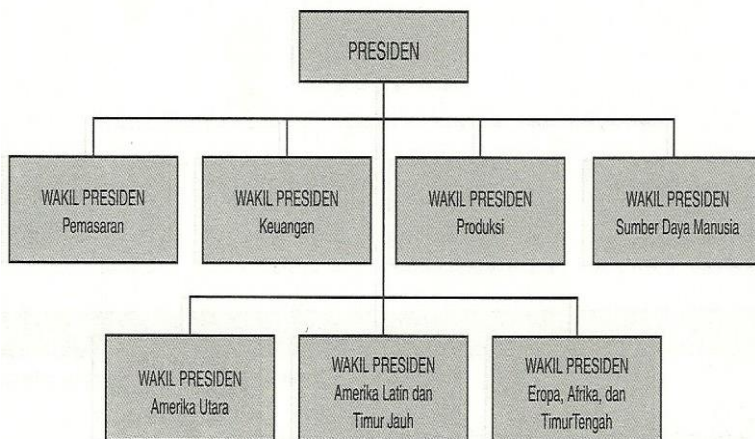 PRESIDEN
WAKIL PRESIDEN
Pemasaran
WAKIL PRESIDEN
Keuangan
WAKIL PRESIDEN
Produksi
WAKIL PRESIDEN
Sumber Daya Manusia
WAKIL PRESIDEN
Amerika Utara
WAKIL PRESIDEN
Amerika Latin dan
Timur Jauh
WAKIL PRESIDEN
Eropa, Afrika, dan
TimurTengah